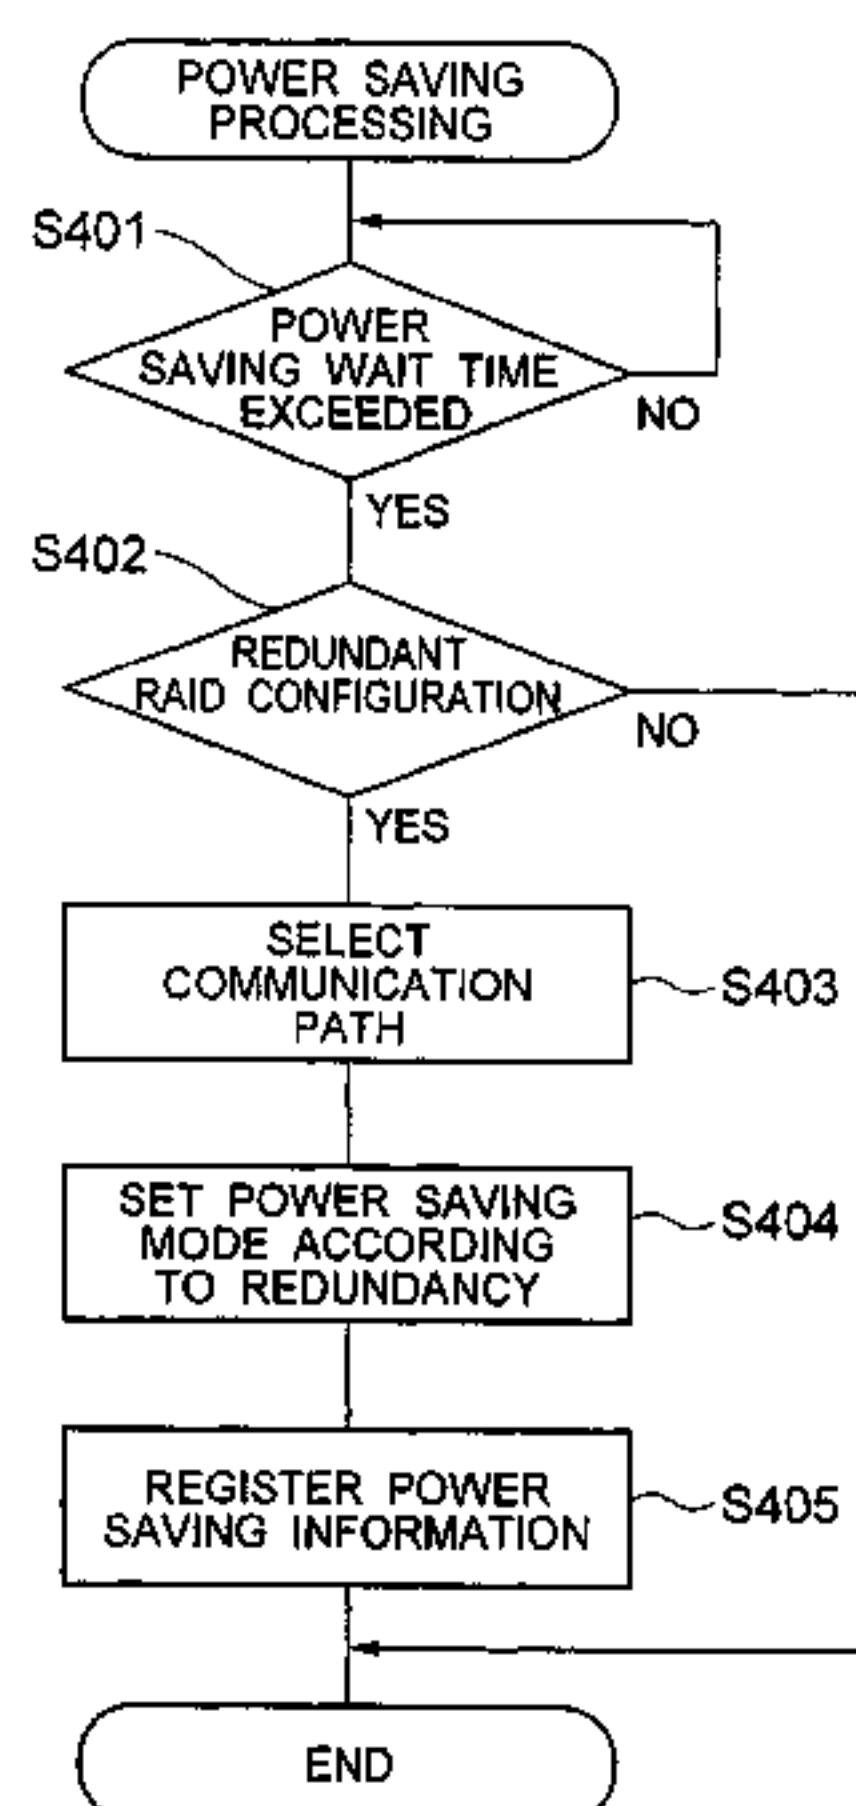 POWER SAVING
PROCESSING
S401
POWER
SAVING WAIT TIME
EXCEEDED
NO
YES
S402
REDUNDANT
RAID CONFIGURATION
NO
YES
SELECT
COMMUNICATION
PATH
S403
SET POWER SAVING
MODE ACCORDING
TO REDUNDANCY
S404
REGISTER POWER
SAVING INFORMATION
S405
END